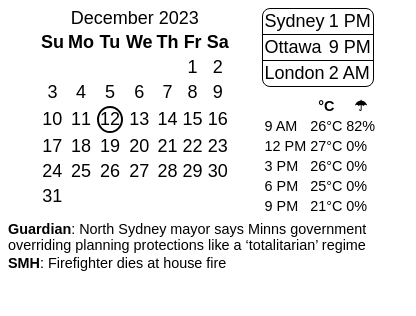 December 2023
Su Mo Tu We Th Fr Sa
1 2
3 4 5 6 7 8 9
10 11 12 13 14 15 16
17 18 19 20 21 22 23
24 25 26 27 28 29 30
31
Sydney 1 PM
Ottawa 9 PM
London 2 AM
°C ☂
9 AM 26°C 82%
12 PM 27°C 0%
3 PM 26°C 0%
6 PM 25°C 0%
9 PM 21°C 0%
Guardian: North Sydney mayor says Minns government
overriding planning protections like a ‘totalitarian’ regime
SMH: Firefighter dies at house fire